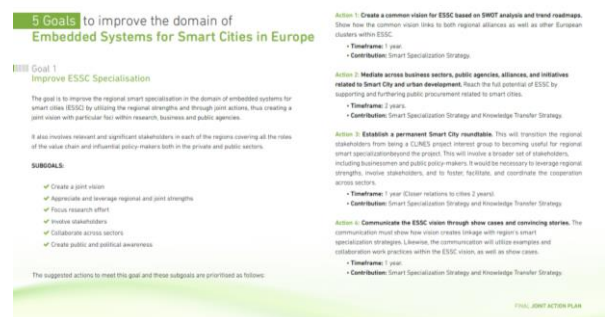 5 Goals to improve the domain of
Embedded Systems for Smart Cities in Europe
Goal 1
Improve ESSC Specialisation
The goal is to improve the regional smart specialisation in the domain of embedded systems for
smart cities (ESSC) by utilizing the regional strengths and through joint actions, thus creating a
joint vision with particular foci within research, business and public agencies.
It also involves relevant and significant stakeholders in each of the regions covering all the roles
of the value chain and influential policy-makers both in the private and public sectors.
SUBGOALS:
✔ Create a joint vision
✔ Appreciate and leverage regional and joint strengths
✔ Focus research effort
✔ Involve stakeholders
✔ Collaborate across sectors
✔ Create public and political awareness
The suggested actions to meet this goal and these subgoals are prioritised as follows:
Action 1: Create a common vision for ESSC based on SWOT analysis and trend roadmaps.
Show how the common vision links to both regional alliances as well as other European
clusters within ESSC.
• Timeframe: 1 year.
• Contribution: Smart Specialization Strategy.
Action 2: Mediate across business sectors, public agencies, alliances, and initiatives
related to Smart City and urban development. Reach the full potential of ESSC by
supporting and furthering public procurement related to smart cities.
• Timeframe: 2 years.
• Contribution: Smart Specialization Strategy and Knowledge Transfer Strategy.
Action 3: Establish a permanent Smart City roundtable. This will transition the regional
stakeholders from being a CLINES project interest group to becoming useful for regional
smart specializationbeyond the project. This will involve a broader set of stakeholders,
including businessmen and public policy-makers. It would be necessary to leverage regional
strengths, involve stakeholders, and to foster, facilitate, and coordinate the cooperation
across sectors.
• Timeframe: 1 year (Closer relations to cities 2 years).
• Contribution: Smart Specialization Strategy and Knowledge Transfer Strategy.
Action 4: Communicate the ESSC vision through show cases and convincing stories. The
communication must show how vision creates linkage with region's smart
specialization strategies. Likewise, the communication will utilize examples and
collaboration work practices within the ESSC vision, as well as show cases.
• Timeframe: 1 year.
• Contribution: Smart Specialization Strategy and Knowledge Transfer Strategy.
FINAL JOINT ACTION PLAN